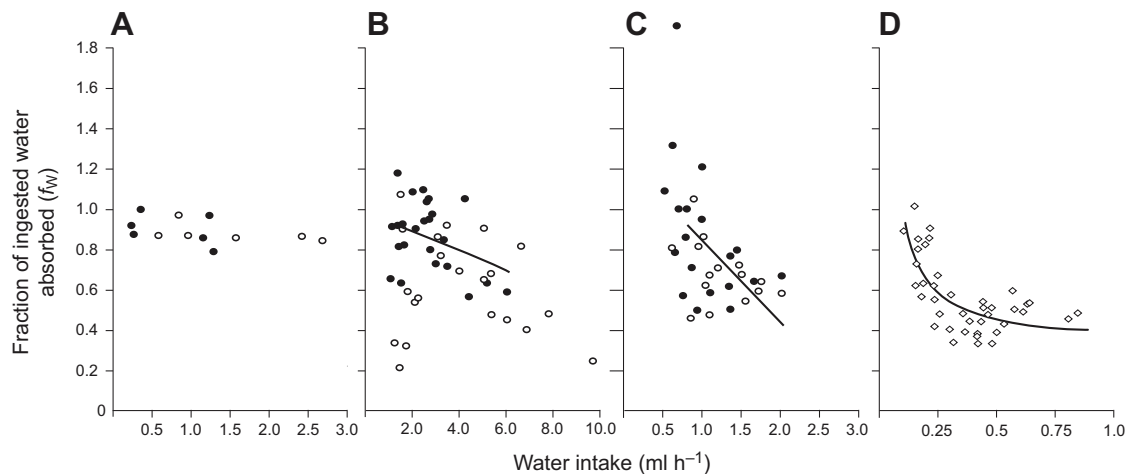 A B C D
1.8
1.6
1.4
1.2
1.0
0.8
0.6
0.4
0.2
0
Fraction of ingested water
absorbed (fW)
0.5 1.0 1.5 2.0 2.5 3.0 2.0 4.0 6.0 8.0 10.0 0.5 1.0 1.5 2.0 2.5 3.0 0.25 0.5 0.75 1.0
Water intake (ml h–1)